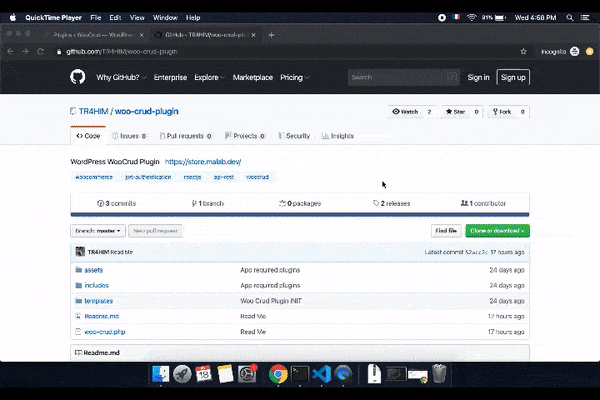 QuickTime Player File Edit View Window Help 91% Wed 4:58 PM
Plugins ‹ WooCrud — WordPre
GitHub - TR4HIM/woo-crud-plu
github.com/TR4HIM/woo-crud-plugin Incognito
Why GitHub? Enterprise Explore Marketplace Pricing Search / Sign in Sign up
TR4HIM / woo-crud-plugin Watch 2 Star 0 Fork 0
Code Issues 0 Pull requests 0 Projects 0 Security Insights
WordPress WooCrud Plugin https://store.malab.dev/
woocommerce jwt-authentication reactjs api-rest woocrud
3 commits 1 branch 0 packages 2 releases 1 contributor
Branch: master New pull request Find file Clone or download
TR4HIM Read Me Latest commit 17 hours ago
assets App required plugins 24 days ago
includes App required plugins 24 days ago
templates Woo Crud Plugin INIT 24 days ago
Readme.md Read Me 17 hours ago
woo-crud.php Read Me 17 hours ago
Readme.md
18